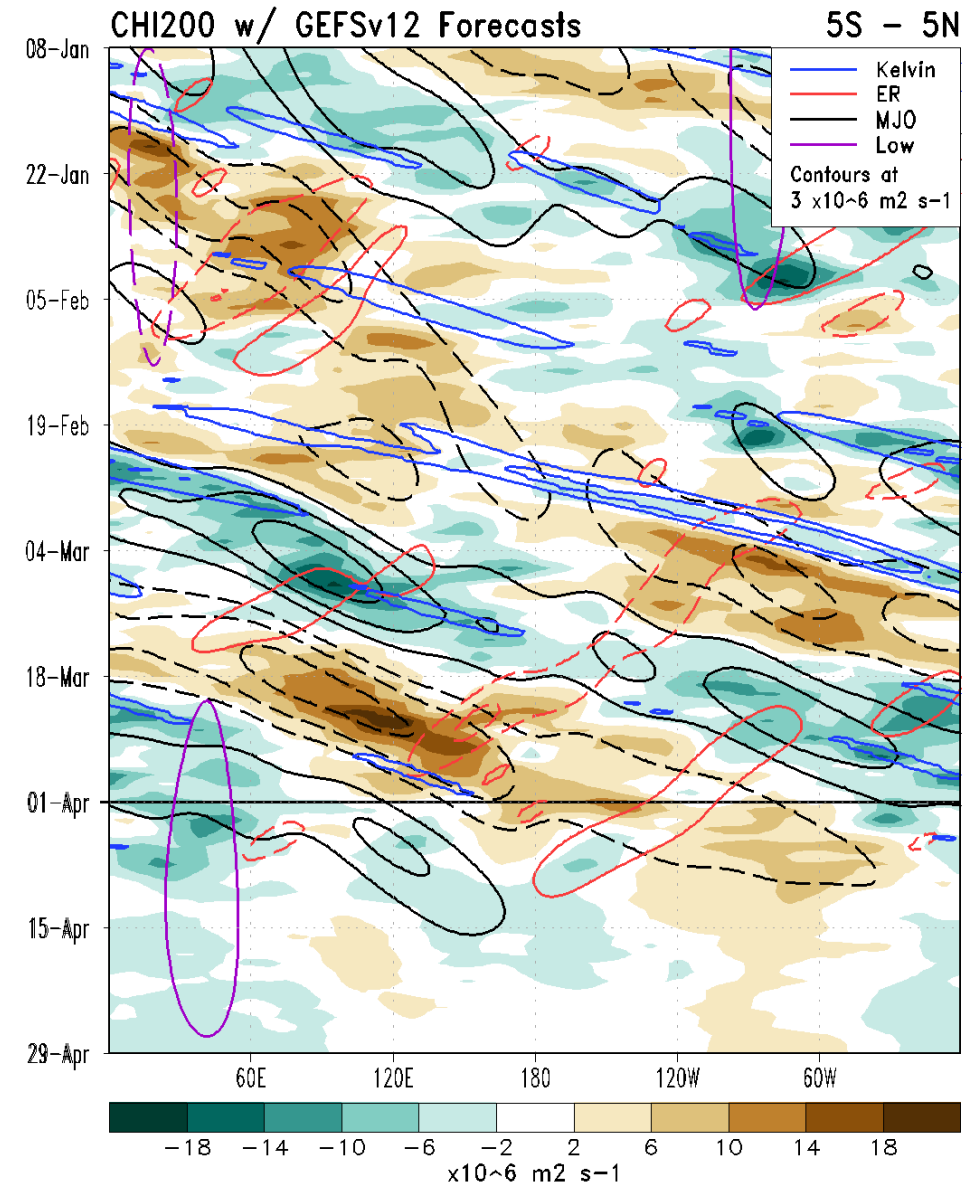 CHI200 w/ GEFSv12 Forecasts 5S - 5N
08-Jan
22-Jan
05-Feb
19-Feb
04-Mar
18-Mar
01-Apr
15-Apr
29-Apr
Kelvin
ER
MJO
Low
Contours at
3 x10^6 m2 s-1
60E 120E 180 120W 60W
-18 -14 -10 -6 -2 2 6 10 14 18
x10^6 m2 s-1